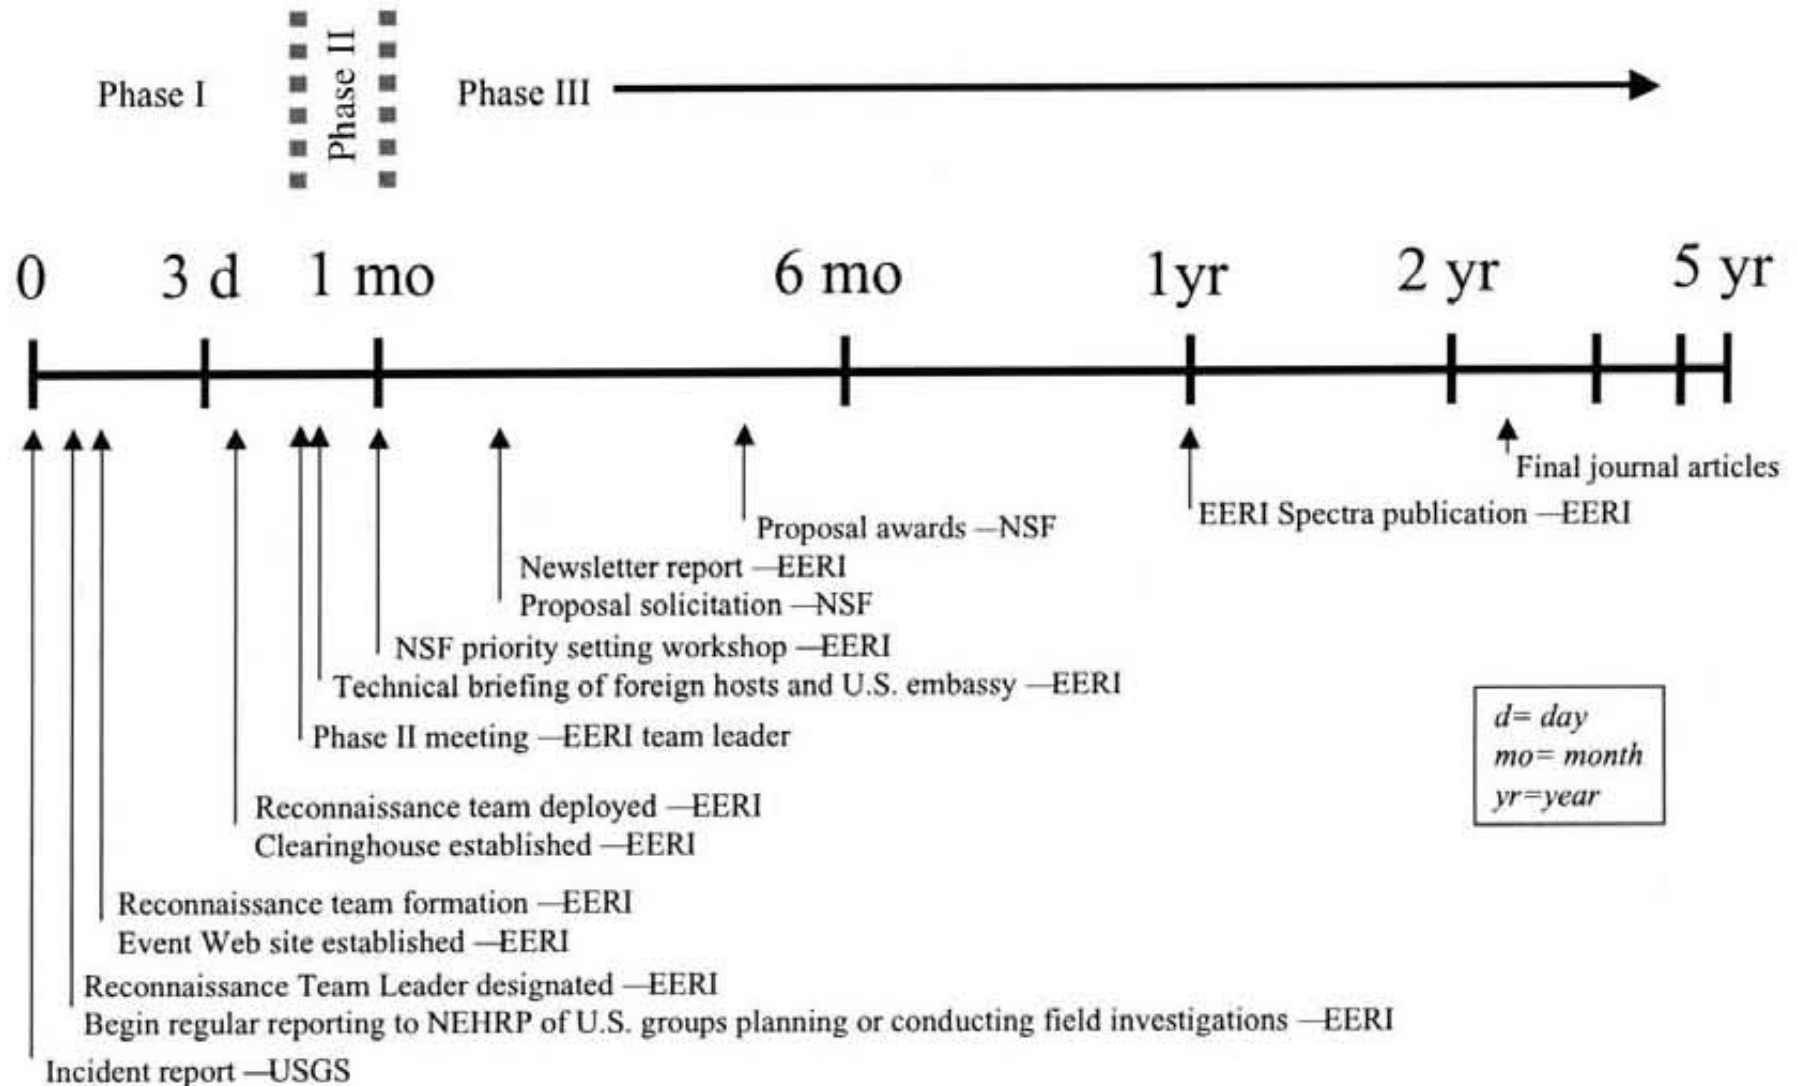 Phase I
Phase II
Phase III
0
3 d
1 mo
6 mo
1yr
2 yr
5 yr
Final journal articles
EERI Spectra publication —EERI
Proposal awards —NSF
Newsletter report —EERI
Proposal solicitation —NSF
NSF priority setting workshop —EERI
Technical briefing of foreign hosts and U.S. embassy —EERI
Phase II meeting —EERI team leader
d= day
mo= month
yr=year
Reconnaissance team deployed —EERI
Clearinghouse established —EERI
Reconnaissance team formation —EERI
Event Web site established —EERI
Reconnaissance Team Leader designated —EERI
Begin regular reporting to NEHRP of U.S. groups planning or conducting field investigations —EERI
Incident report —USGS